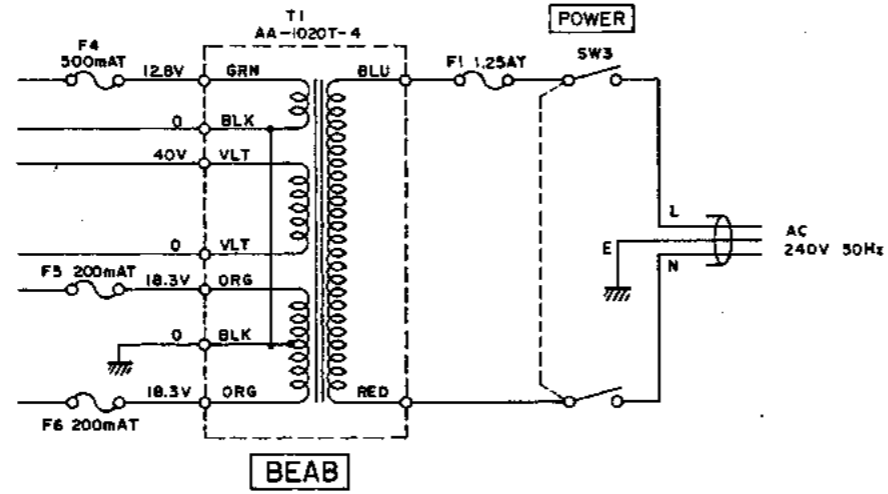 POWER
T1
AA-1020T-4
SW3
F4
500mAT
12.8V GRN
BLU
F1 1.25AT
0 BLK
40V VLT
L
AC
240V 50Hz
E
N
0 VLT
F5 200mAT
18.3V ORG
0 BLK
18.3V ORG
RED
F6 200mAT
BEAB